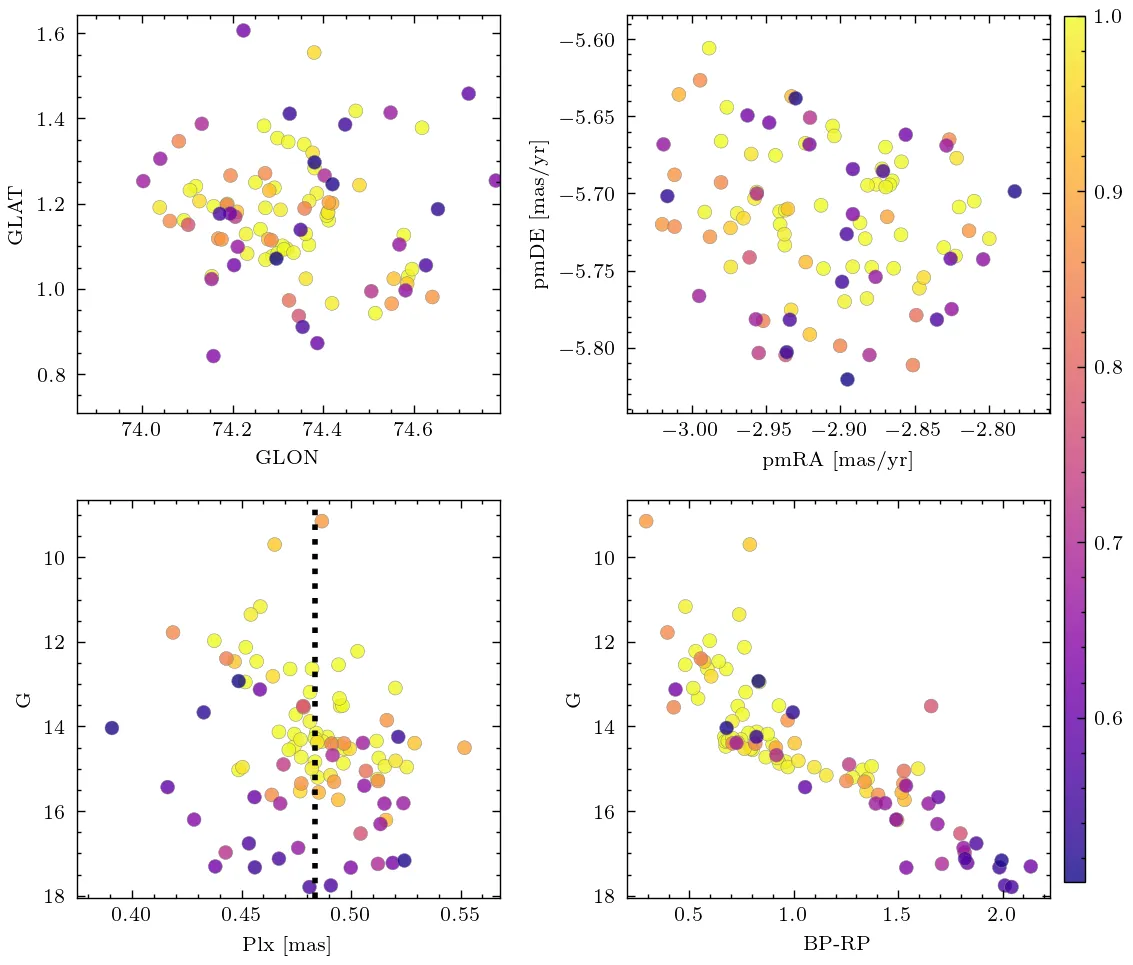 1.6
1.4
1.2
1.0
0.8
GLAT
74.0 74.2 74.4 74.6
GLON
−5.60
−5.65
−5.70
−5.75
−5.80
pmDE [mas/yr]
−3.00 −2.95 −2.90 −2.85 −2.80
pmRA [mas/yr]
1.0
0.9
0.8
0.7
0.6
10
12
14
16
18
G
0.40 0.45 0.50 0.55
Plx [mas]
10
12
14
16
18
G
0.5 1.0 1.5 2.0
BP-RP